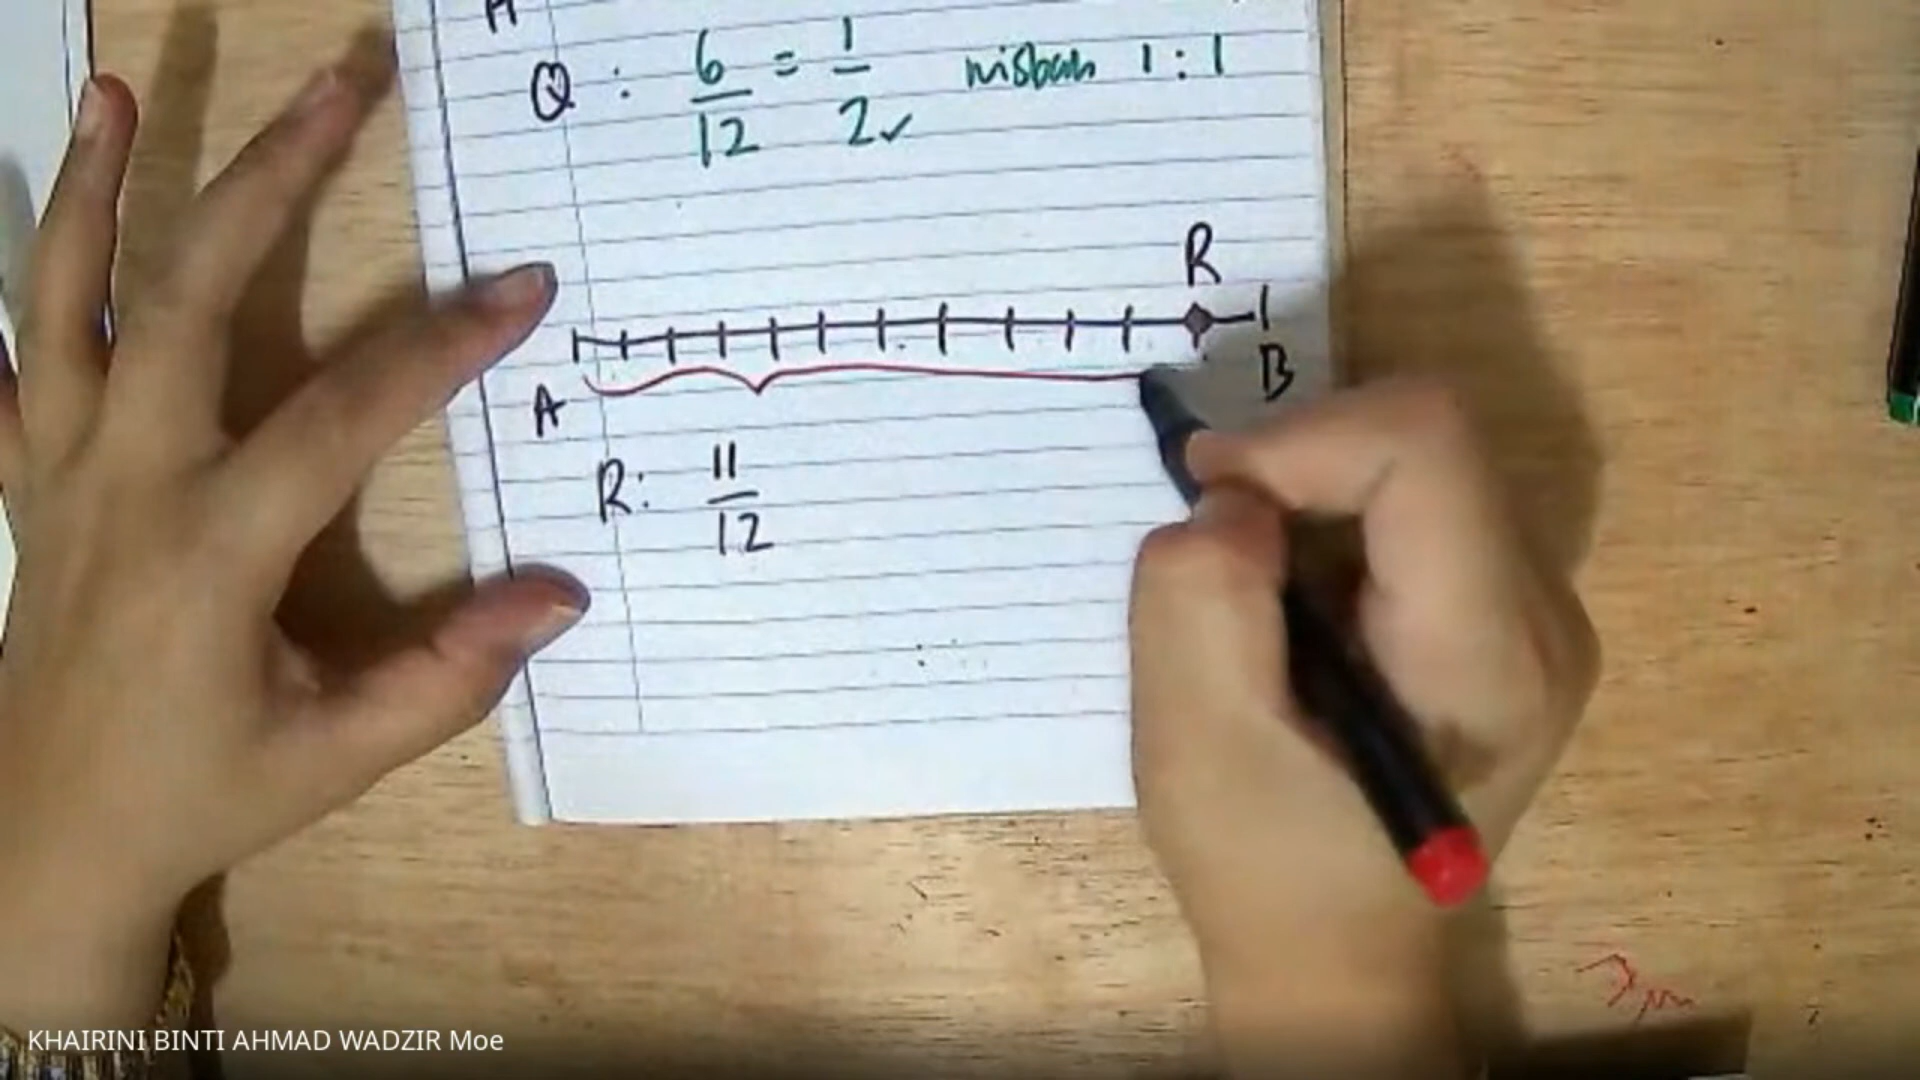 Q : 6/12 = 1/2 ✓ nisbah 1 : 1
R
A B
R: 11/12
KHAIRINI BINTI AHMAD WADZIR Moe